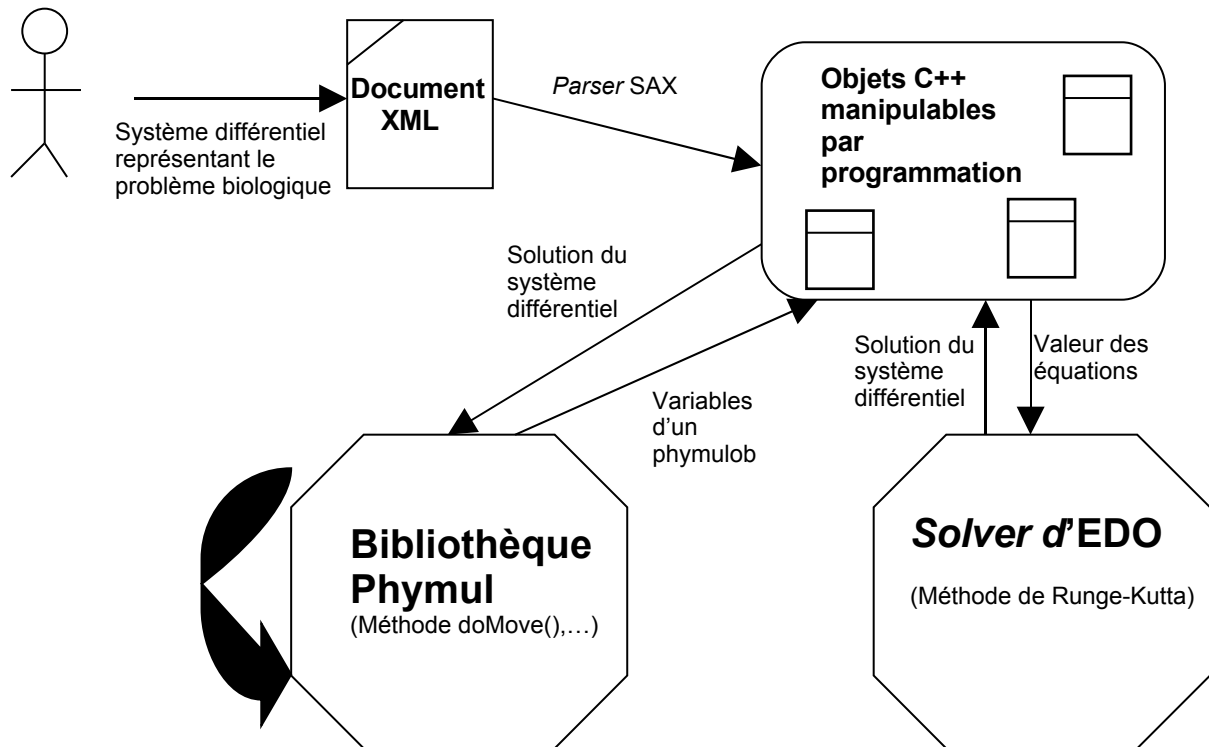 Document
XML
Système différentiel
représentant le
problème biologique
Parser SAX
Objets C++
manipulables
par
programmation
Solution du
système
différentiel
Variables
d'un
phymulob
Solution du
système
différentiel
Valeur des
équations
Bibliothèque
Phymul
(Méthode doMove(),…)
Solver d'EDO
(Méthode de Runge-Kutta)